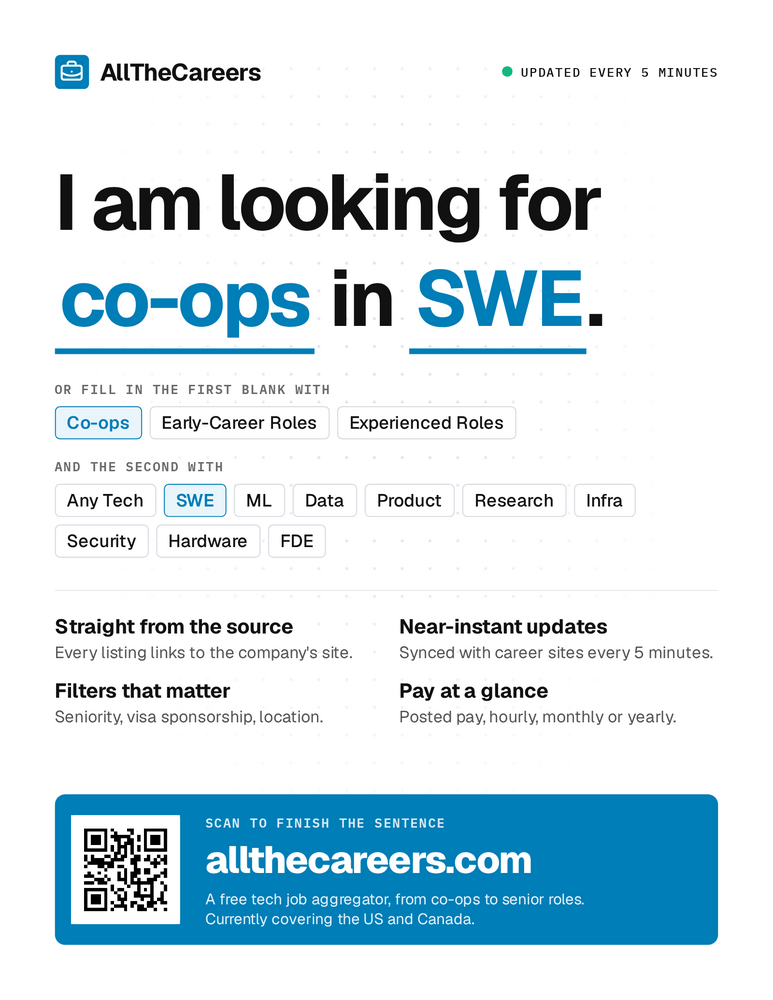 AllTheCareers
UPDATED EVERY 5 MINUTES
I am looking for
co-ops in SWE.
OR FILL IN THE FIRST BLANK WITH
Co-ops Early-Career Roles Experienced Roles
AND THE SECOND WITH
Any Tech SWE ML Data Product Research Infra
Security Hardware FDE
Straight from the source
Every listing links to the company's site.
Near-instant updates
Synced with career sites every 5 minutes.
Filters that matter
Seniority, visa sponsorship, location.
Pay at a glance
Posted pay, hourly, monthly or yearly.
SCAN TO FINISH THE SENTENCE
allthecareers.com
A free tech job aggregator, from co-ops to senior roles.
Currently covering the US and Canada.